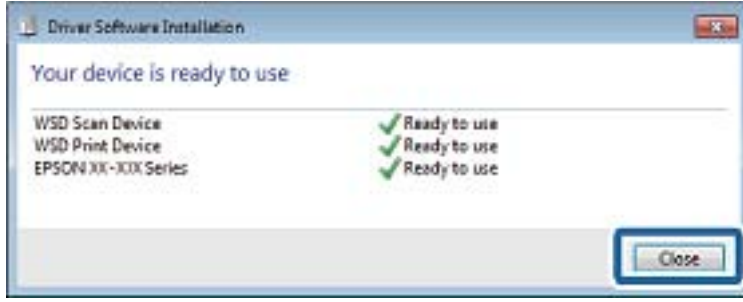 Driver Software Installation
Your device is ready to use
WSD Scan Device Ready to use
WSD Print Device Ready to use
EPSON XX-XXX Series Ready to use
Close